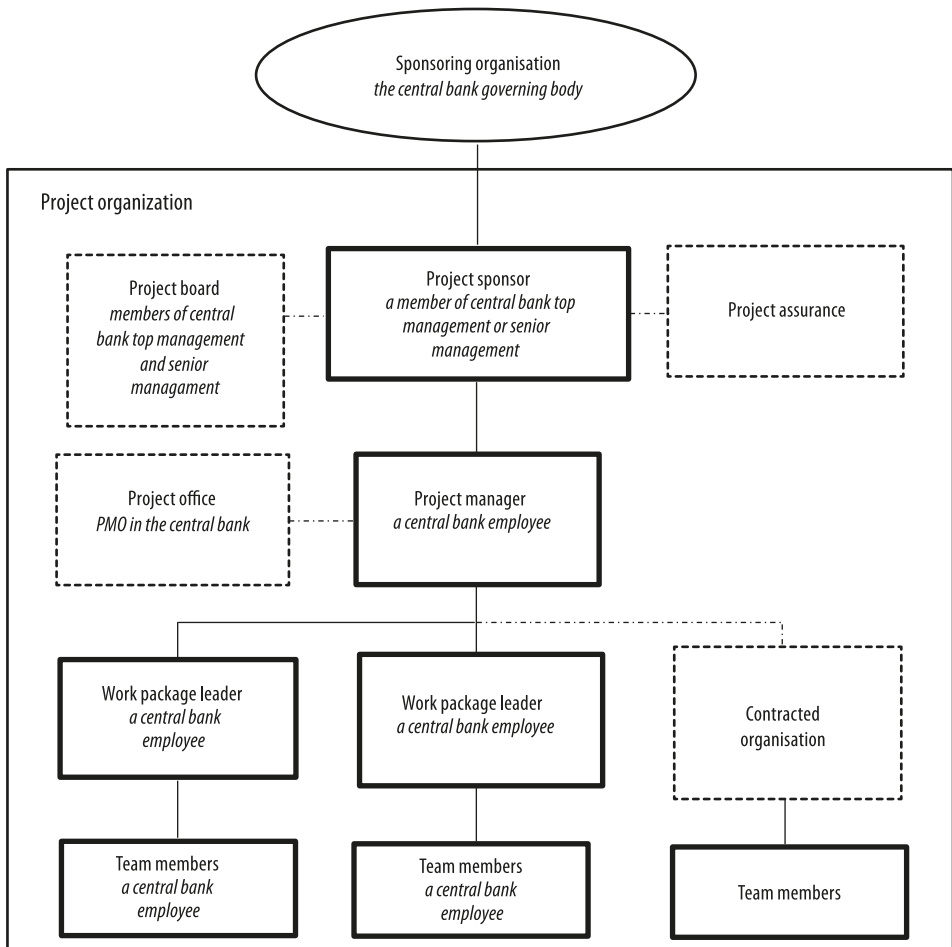 Sponsoring organisation
the central bank governing body
Project organization
Project board
members of central
bank top management
and senior
managament
Project sponsor
a member of central bank top
management or senior
management
Project assurance
Project office
PMO in the central bank
Project manager
a central bank employee
Work package leader
a central bank
employee
Work package leader
a central bank employee
Contracted
organisation
Team members
a central bank
employee
Team members
a central bank
employee
Team members